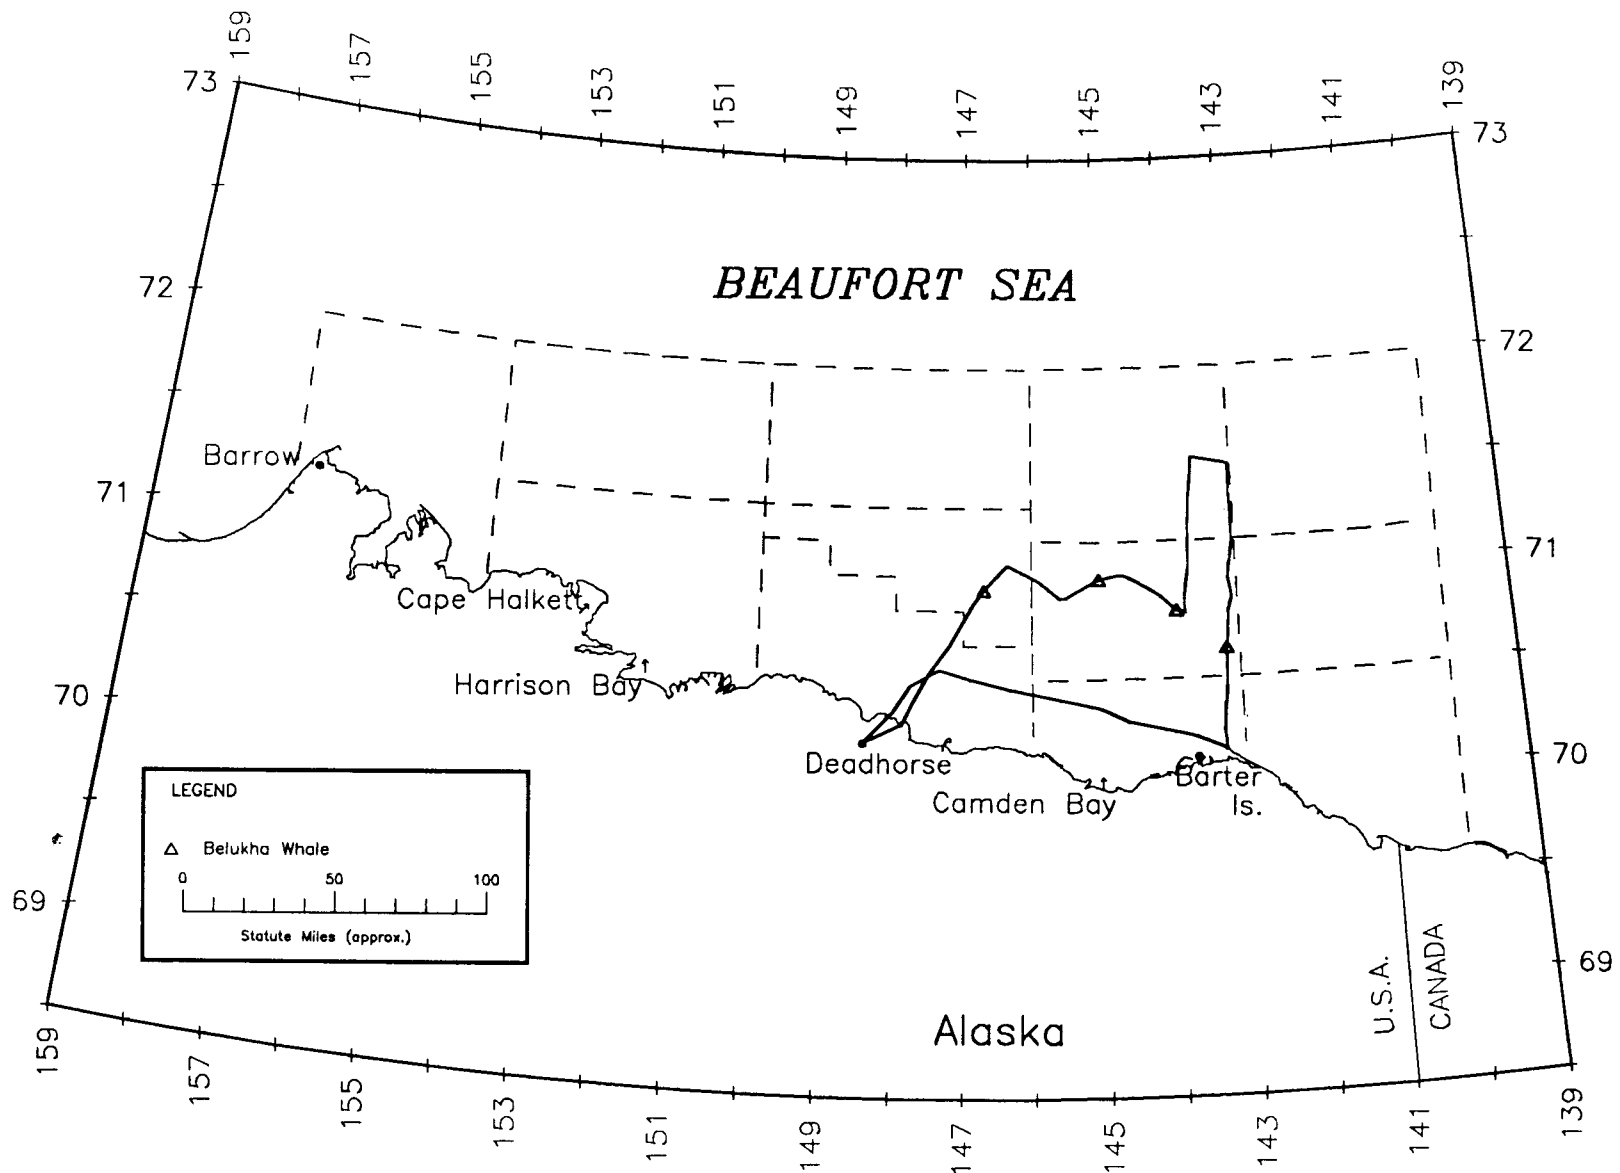 159
157
155
153
151
149
147
145
143
141
139
73
73
BEAUFORT SEA
72
72
Barrow
71
71
Cape Halkett
Harrison Bay
70
70
Deadhorse
Barter
Is.
Camden Bay
LEGEND
Belukha Whale
0 50 100
Statute Miles (approx.)
69
69
U.S.A.
CANADA
Alaska
159
157
155
153
151
149
147
145
143
141
139